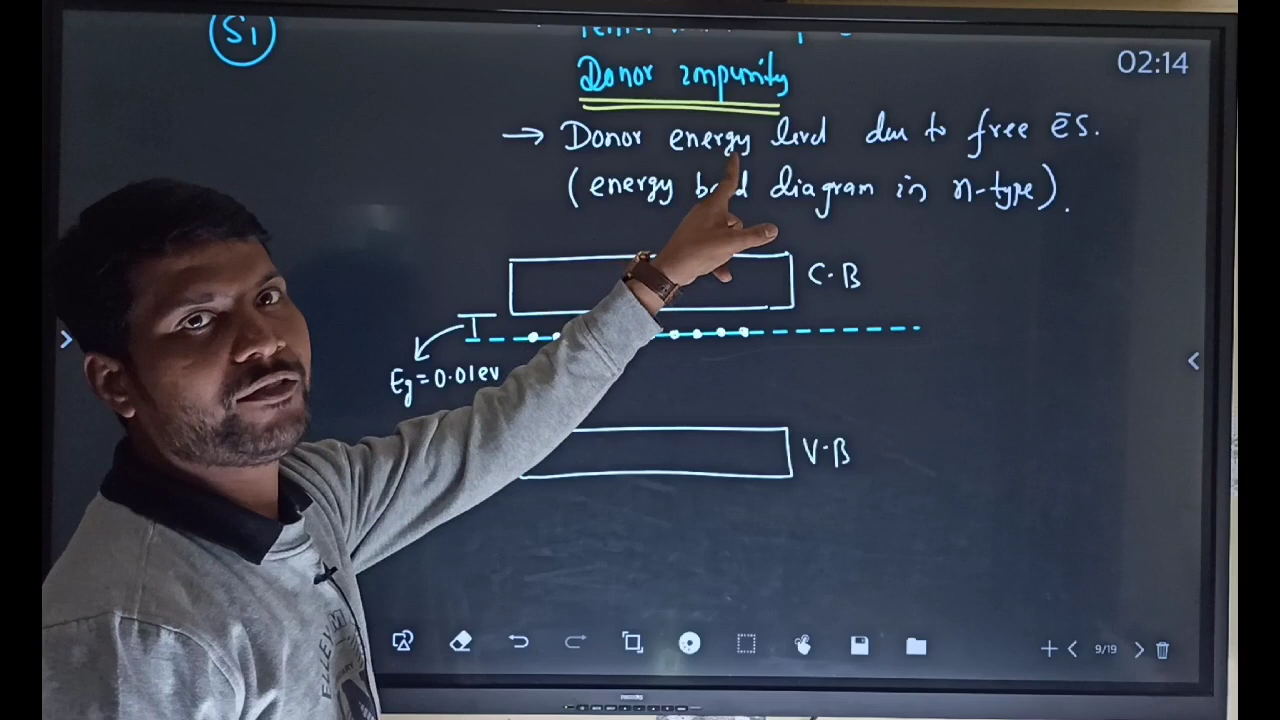 Si
02:14
Donor impurity
→ Donor energy level due to free ēs.
(energy band diagram in n-type).
C·B
Eg = 0.01ev
V·B
9/19